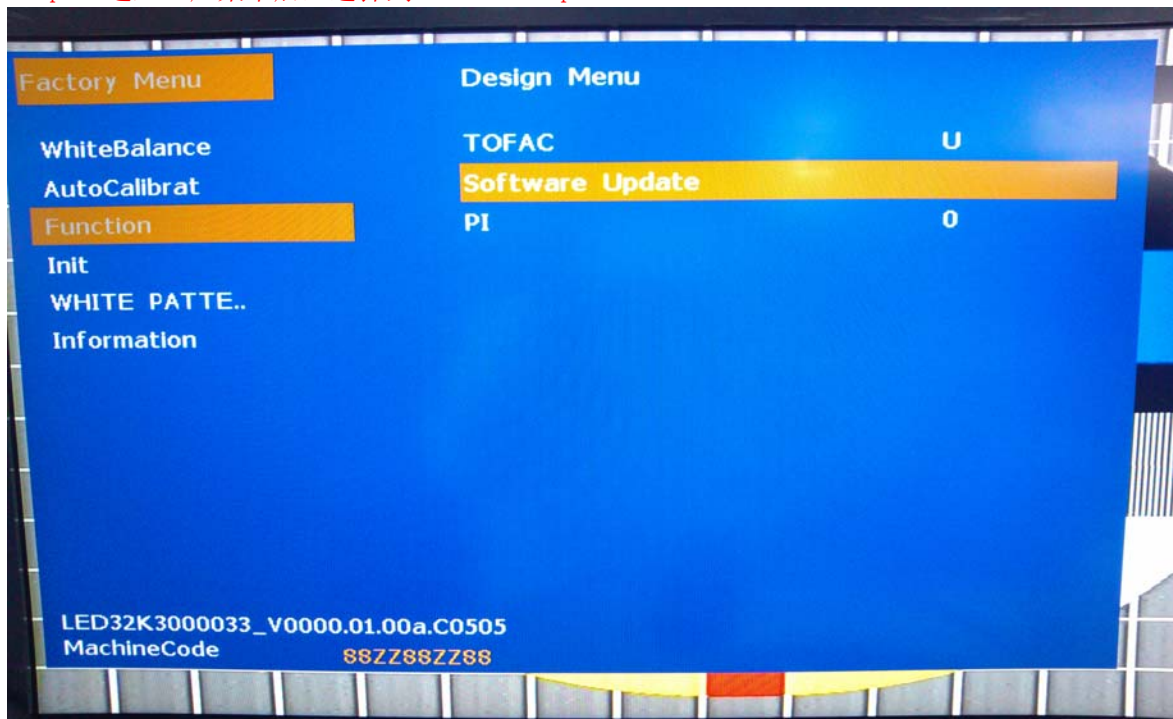 Factory Menu
Design Menu
WhiteBalance
AutoCalibrat
Function
Init
WHITE PATTE..
Information
TOFAC U
Software Update
PI 0
LED32K3000033_V0000.01.00a.C0505
MachineCode 88ZZ88ZZ88